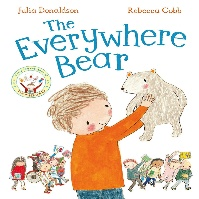 Julia Donaldson Rebecca Cobb
The
Everywhere
Bear